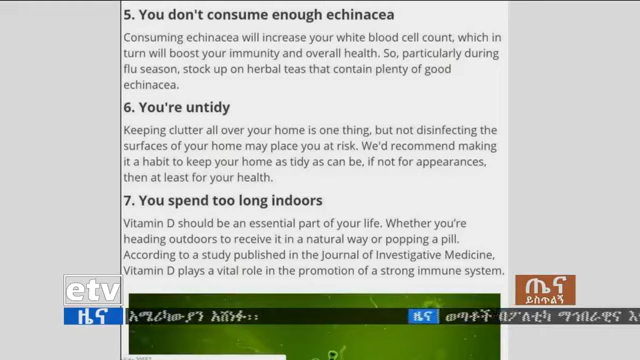 5. You don't consume enough echinacea
Consuming echinacea will increase your white blood cell count, which in
turn will boost your immunity and overall health. So, particularly during
flu season, stock up on herbal teas that contain plenty of good
echinacea.
6. You're untidy
Keeping clutter all over your home is one thing, but not disinfecting the
surfaces of your home may place you at risk. We'd recommend making
it a habit to keep your home as tidy as can be, if not for appearances,
then at least for your health.
7. You spend too long indoors
Vitamin D should be an essential part of your life. Whether you're
heading outdoors to receive it in a natural way or popping a pill.
According to a study published in the Journal of Investigative Medicine,
Vitamin D plays a vital role in the promotion of a strong immune system.
etv
ጤና
ይስጥልኝ
ዜና አሜሪካውያን አሸነፉ፡፡ ዜና ወጣቶች በፖለቲካ ማኅበራዊና